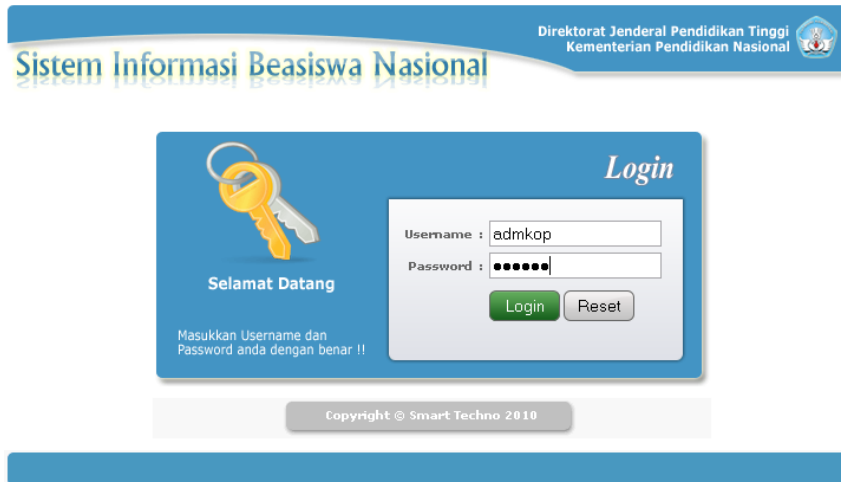 Direktorat Jenderal Pendidikan Tinggi
Kementerian Pendidikan Nasional
Sistem Informasi Beasiswa Nasional
Login
Username : admkop
Password : ●●●●●●
Selamat Datang
Login Reset
Masukkan Username dan
Password anda dengan benar !!
Copyright © Smart Techno 2010